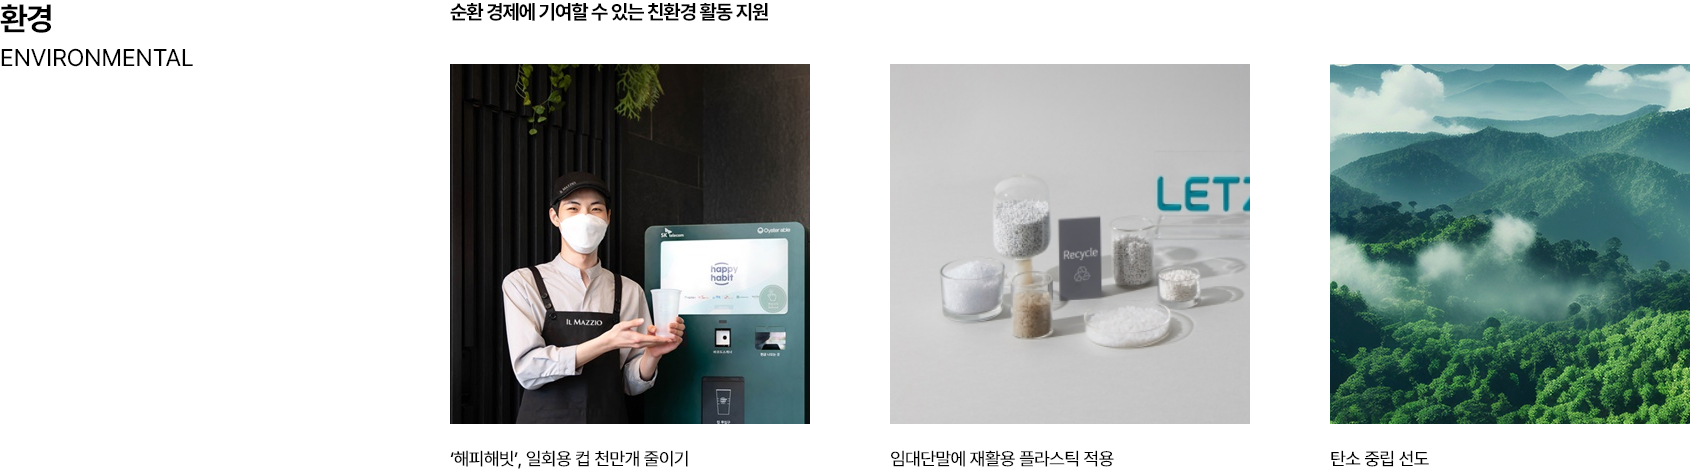 환경
ENVIRONMENTAL
순환 경제에 기여할 수 있는 친환경 활동 지원
IL MAZZIO
SK telecom
Oysterable
happy
habit
IL MAZZIO
‘해피해빗’, 일회용 컵 천만개 줄이기
LETZ
Recycle
임대단말에 재활용 플라스틱 적용
탄소 중립 선도